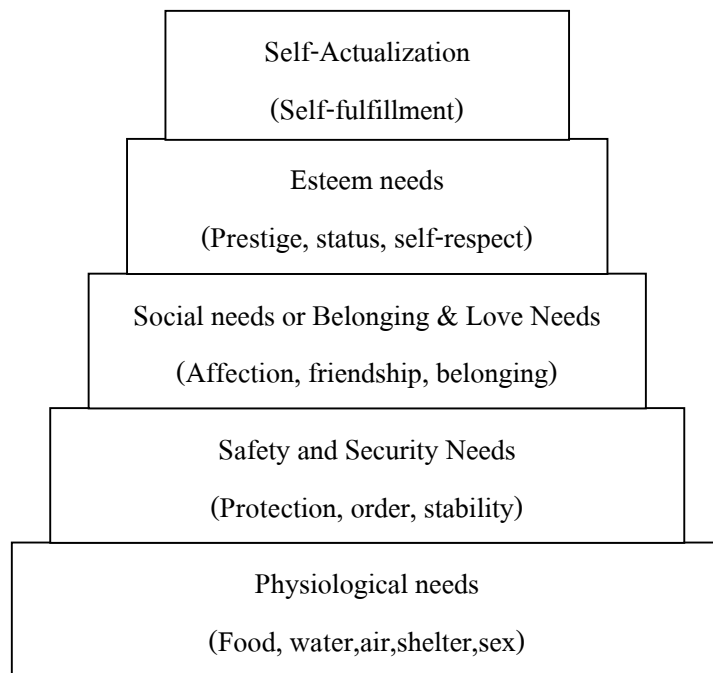 Self-Actualization
(Self-fulfillment)
Esteem needs
(Prestige, status, self-respect)
Social needs or Belonging & Love Needs
(Affection, friendship, belonging)
Safety and Security Needs
(Protection, order, stability)
Physiological needs
(Food, water,air,shelter,sex)